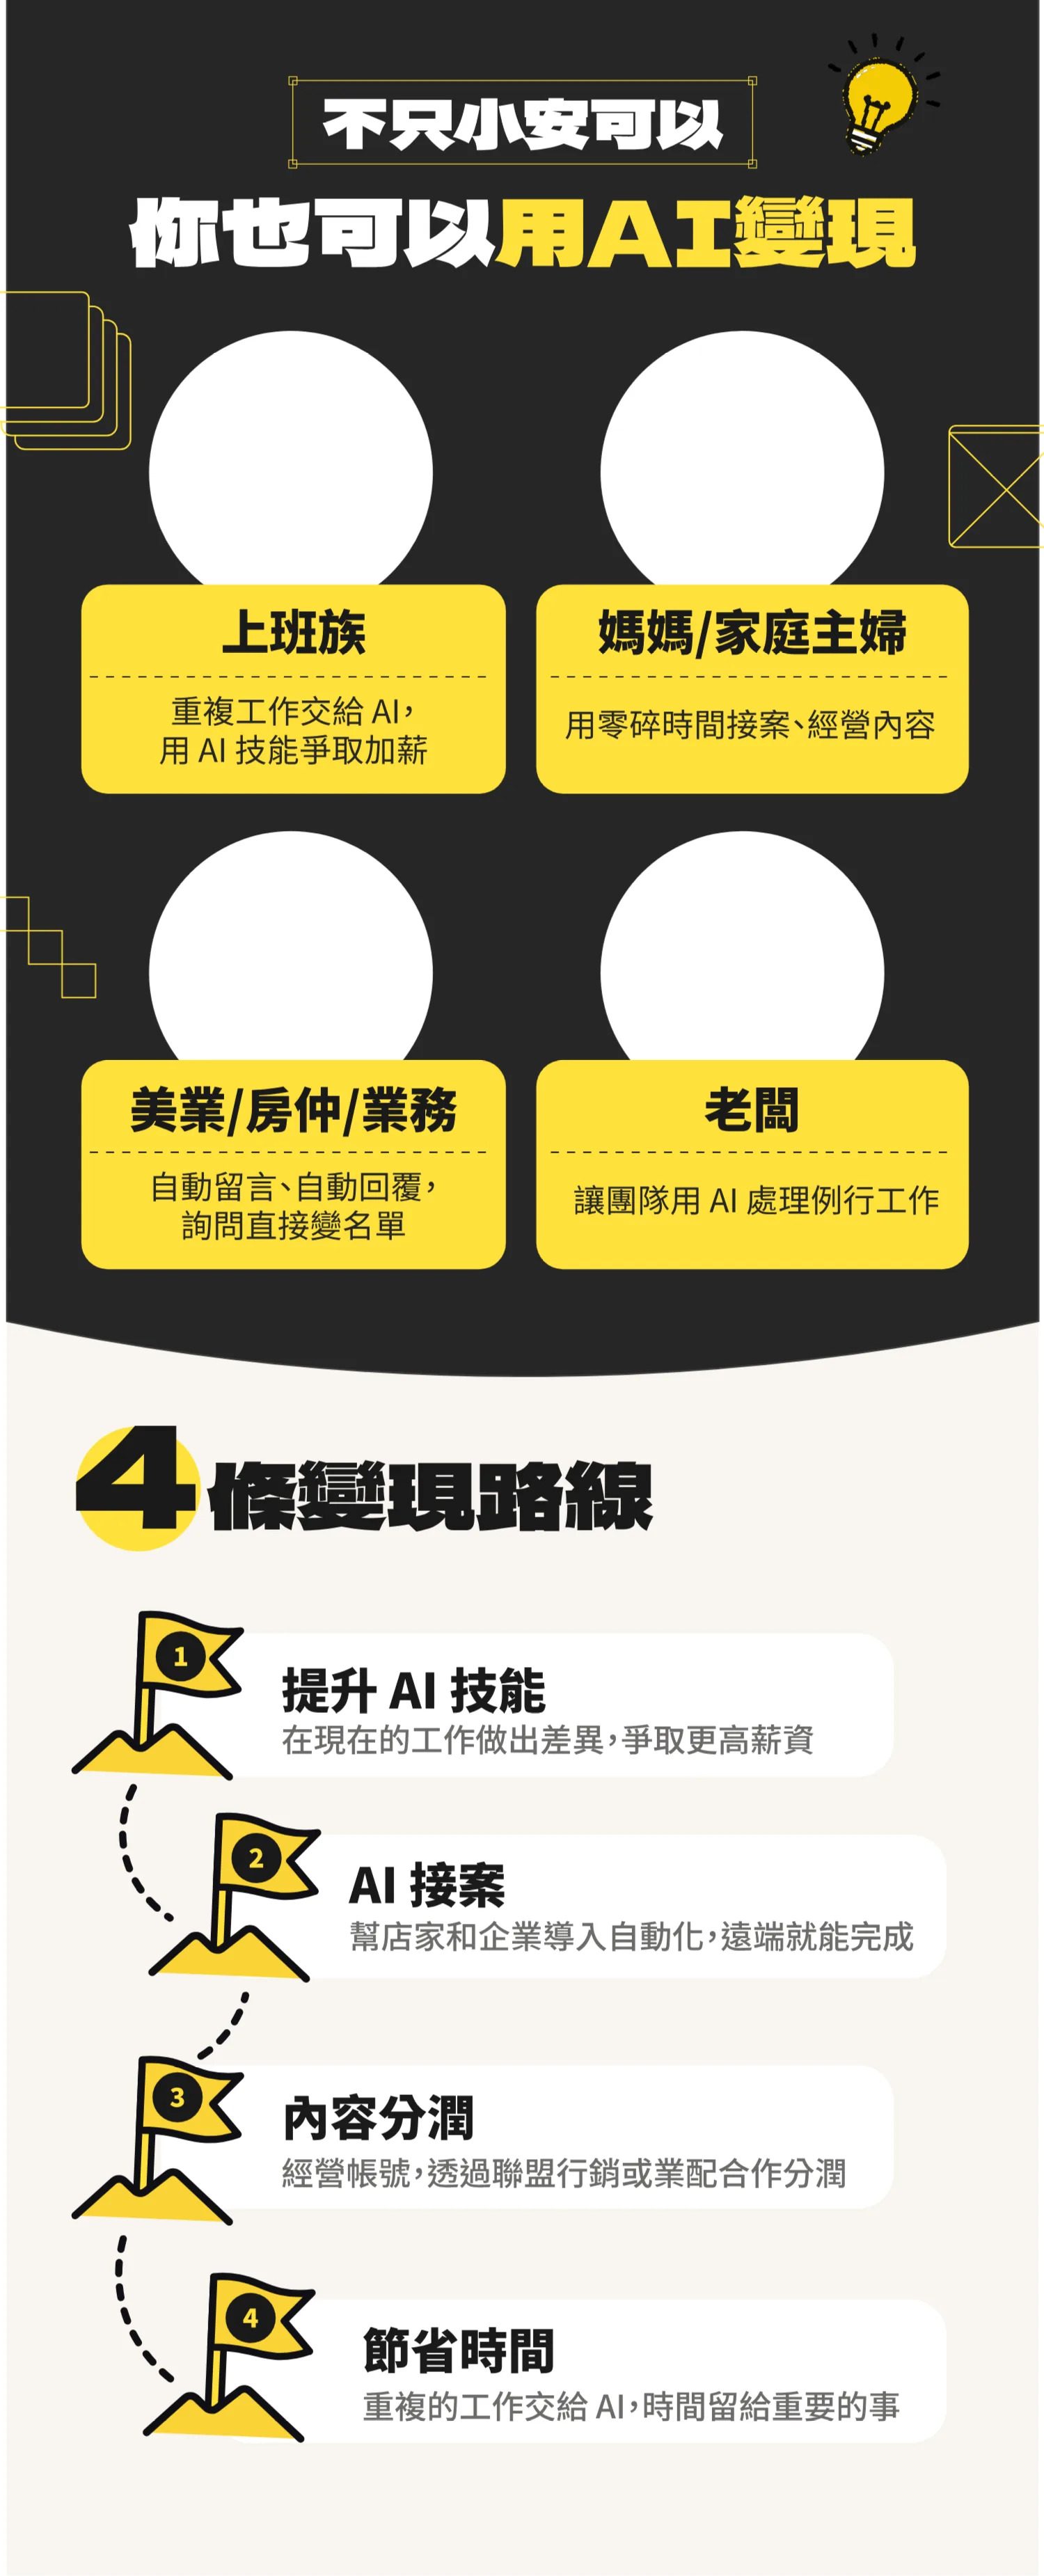 不只小安可以
你也可以用AI變現
上班族
重複工作交給 AI，
用 AI 技能爭取加薪
媽媽/家庭主婦
用零碎時間接案、經營內容
美業/房仲/業務
自動留言、自動回覆，
詢問直接變名單
老闆
讓團隊用 AI 處理例行工作
4條變現路線
1
提升 AI 技能
在現在的工作做出差異，爭取更高薪資
2
AI 接案
幫店家和企業導入自動化，遠端就能完成
3
內容分潤
經營帳號，透過聯盟行銷或業配合作分潤
4
節省時間
重複的工作交給 AI，時間留給重要的事